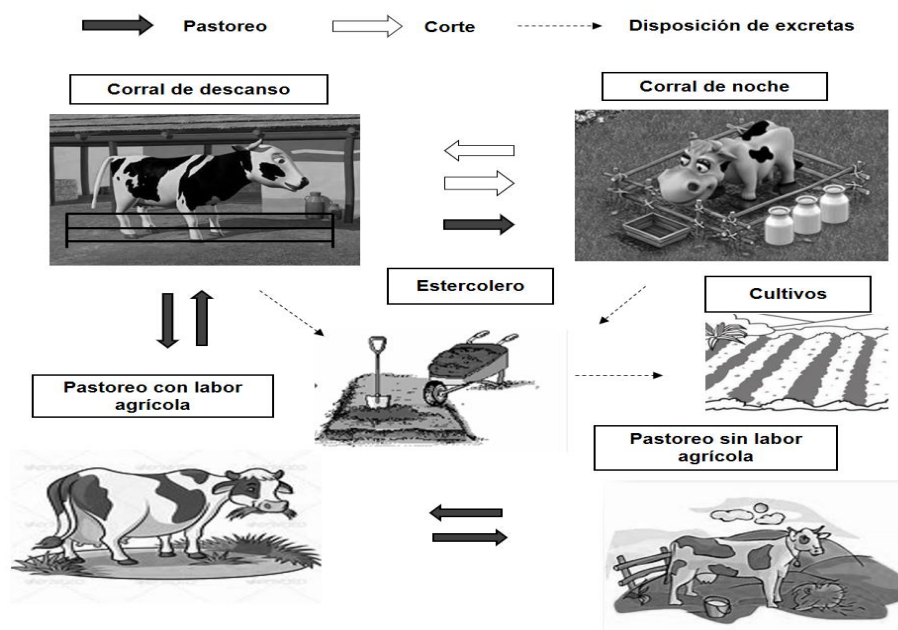 Pastoreo
Corte
Disposición de excretas
Corral de descanso
Corral de noche
Estercolero
Cultivos
Pastoreo con labor
agrícola
Pastoreo sin labor
agrícola